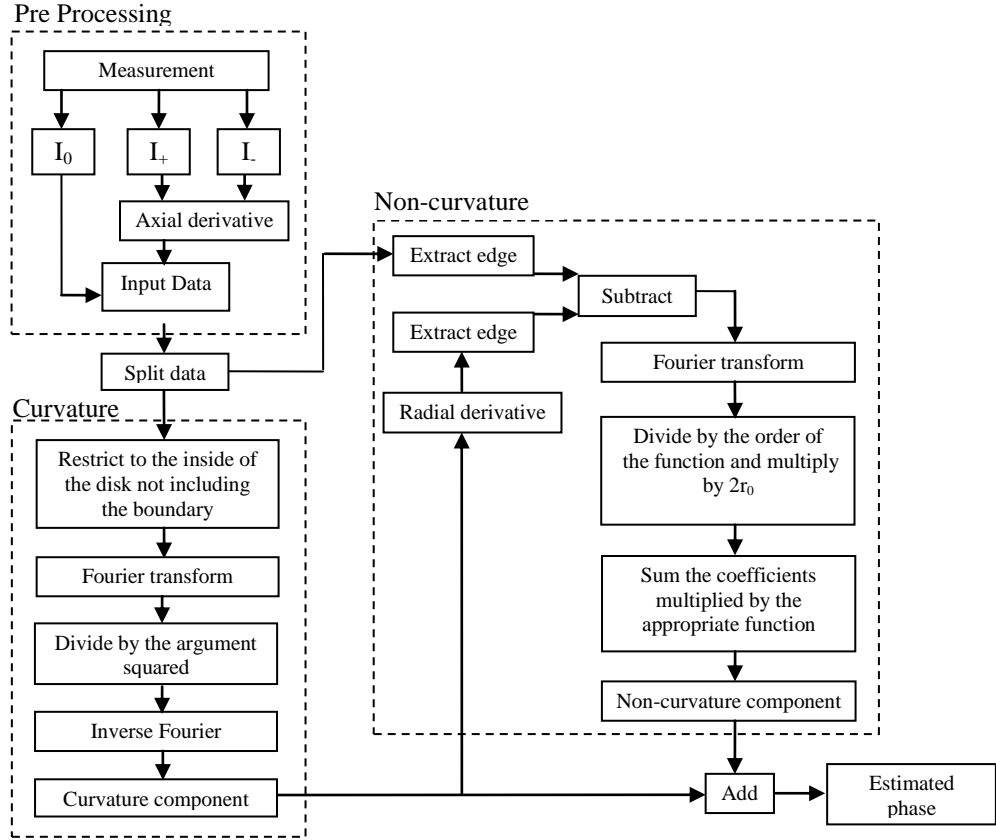 Pre Processing
Measurement
I₀
I₊
I₋
Axial derivative
Input Data
Split data
Curvature
Restrict to the inside of
the disk not including
the boundary
Fourier transform
Divide by the argument
squared
Inverse Fourier
Curvature component
Non-curvature
Extract edge
Subtract
Extract edge
Radial derivative
Fourier transform
Divide by the order of
the function and multiply
by 2r₀
Sum the coefficients
multiplied by the
appropriate function
Non-curvature component
Add
Estimated
phase